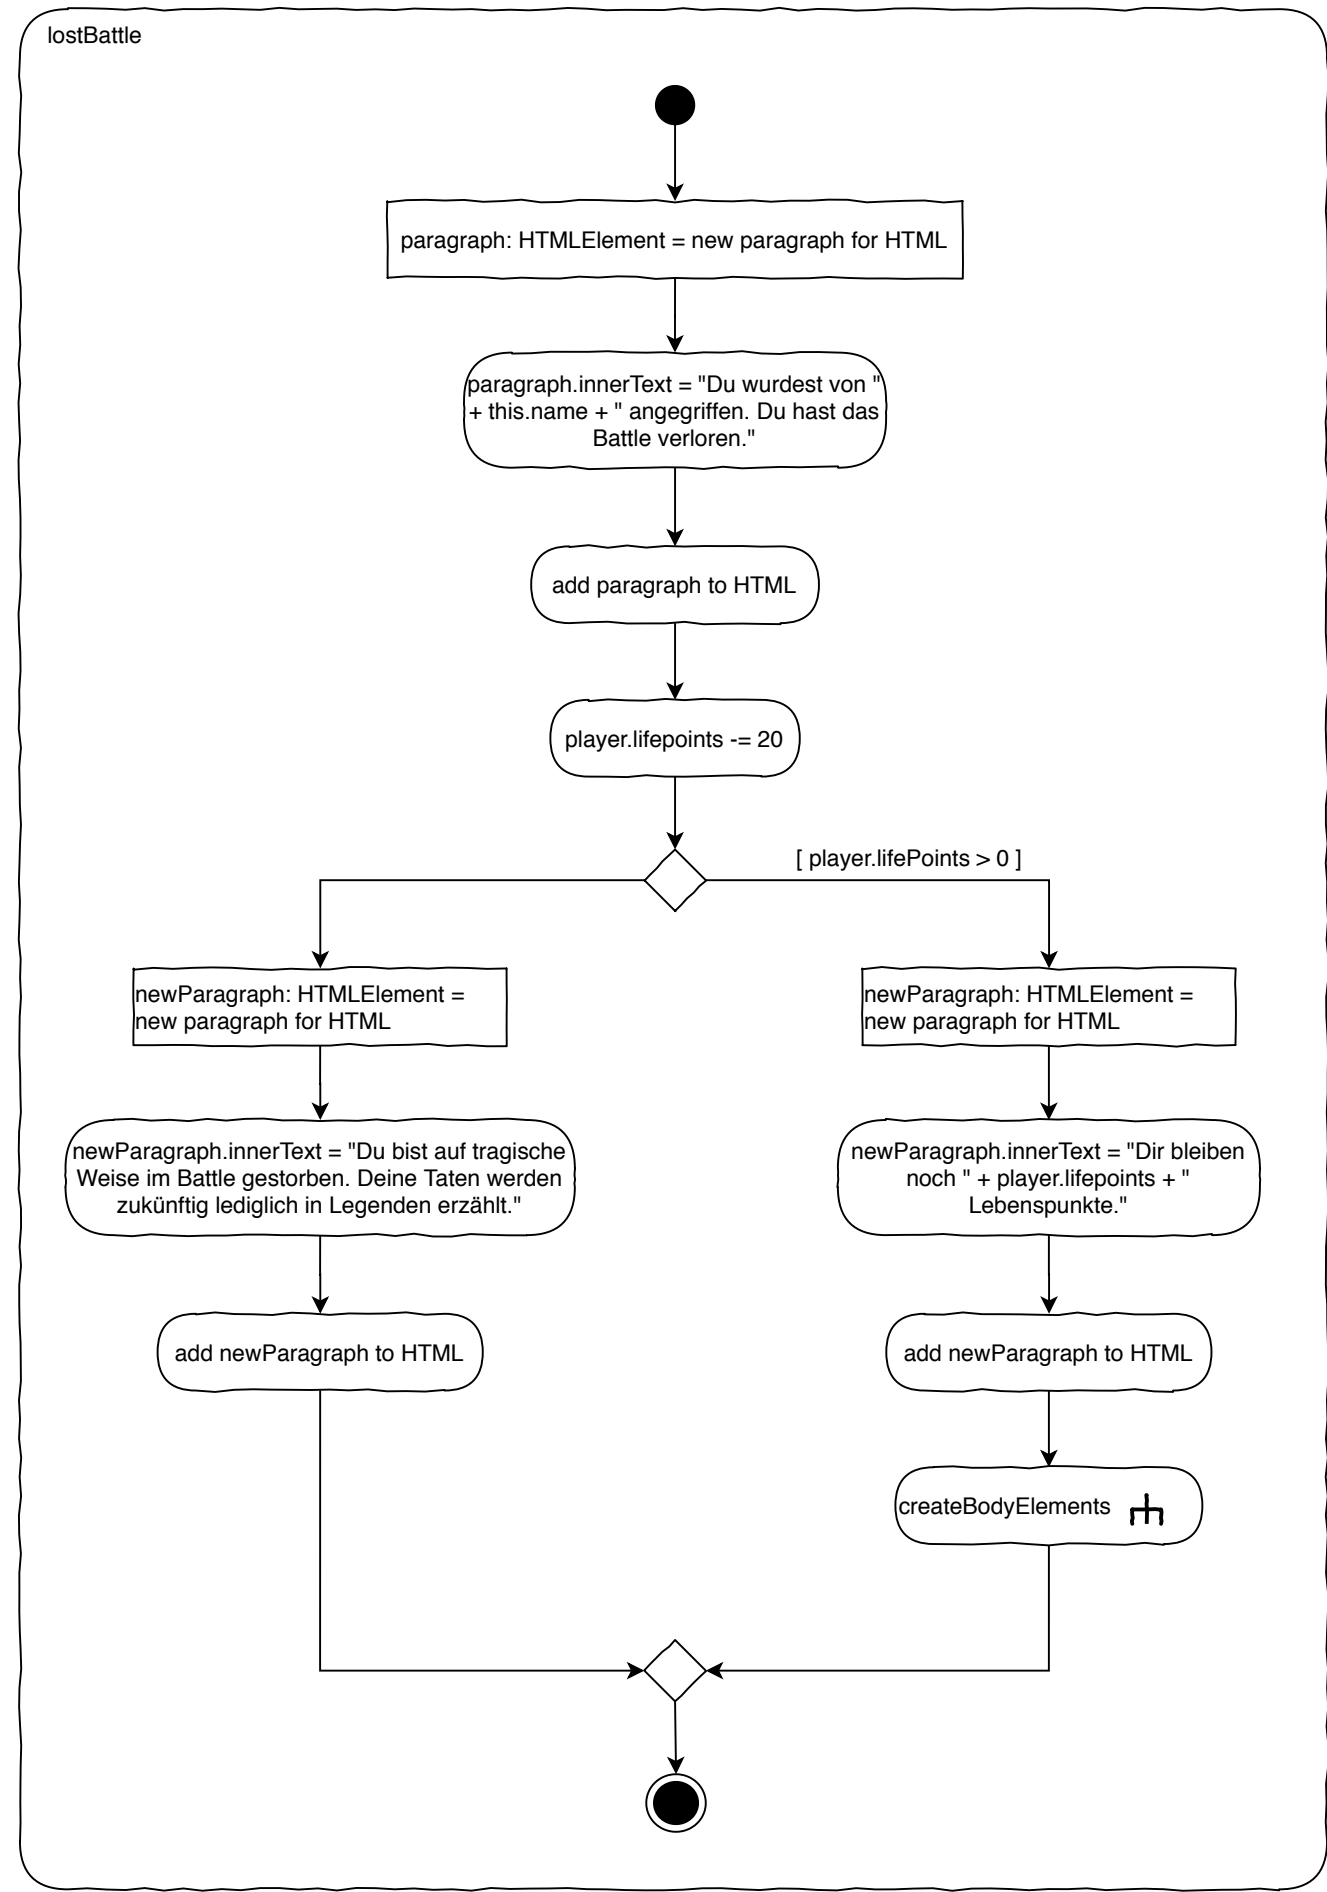 lostBattle
paragraph: HTMLElement = new paragraph for HTML
paragraph.innerText = "Du wurdest von "
+ this.name + " angegriffen. Du hast das
Battle verloren."
add paragraph to HTML
player.lifepoints -= 20
[ player.lifePoints > 0 ]
newParagraph: HTMLElement =
new paragraph for HTML
newParagraph.innerText = "Du bist auf tragische
Weise im Battle gestorben. Deine Taten werden
zukünftig lediglich in Legenden erzählt."
add newParagraph to HTML
newParagraph: HTMLElement =
new paragraph for HTML
newParagraph.innerText = "Dir bleiben
noch " + player.lifepoints + "
Lebenspunkte."
add newParagraph to HTML
createBodyElements